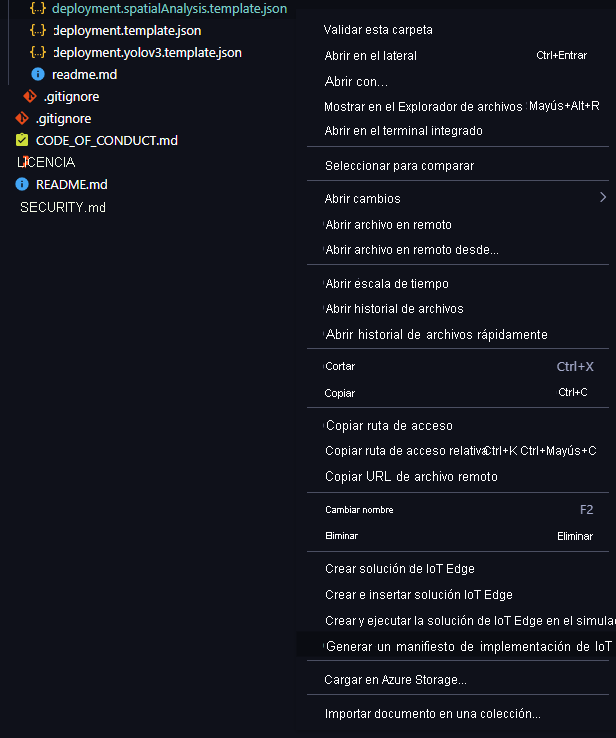 deployment.spatialAnalysis.template.json
deployment.template.json
deployment.yolov3.template.json
readme.md
.gitignore
.gitignore
CODE_OF_CONDUCT.md
LICENCIA
README.md
SECURITY.md
Validar esta carpeta
Abrir en el lateral Ctrl+Entrar
Abrir con...
Mostrar en el Explorador de archivos Mayús+Alt+R
Abrir en el terminal integrado
Seleccionar para comparar
Abrir cambios
Abrir archivo en remoto
Abrir archivo en remoto desde...
Abrir escala de tiempo
Abrir historial de archivos
Abrir historial de archivos rápidamente
Cortar Ctrl+X
Copiar Ctrl+C
Copiar ruta de acceso
Copiar ruta de acceso relativa Ctrl+K Ctrl+Mayús+C
Copiar URL de archivo remoto
Cambiar nombre F2
Eliminar Eliminar
Crear solución de IoT Edge
Crear e insertar solución IoT Edge
Crear y ejecutar la solución de IoT Edge en el simula
Generar un manifiesto de implementación de IoT
Cargar en Azure Storage...
Importar documento en una colección...